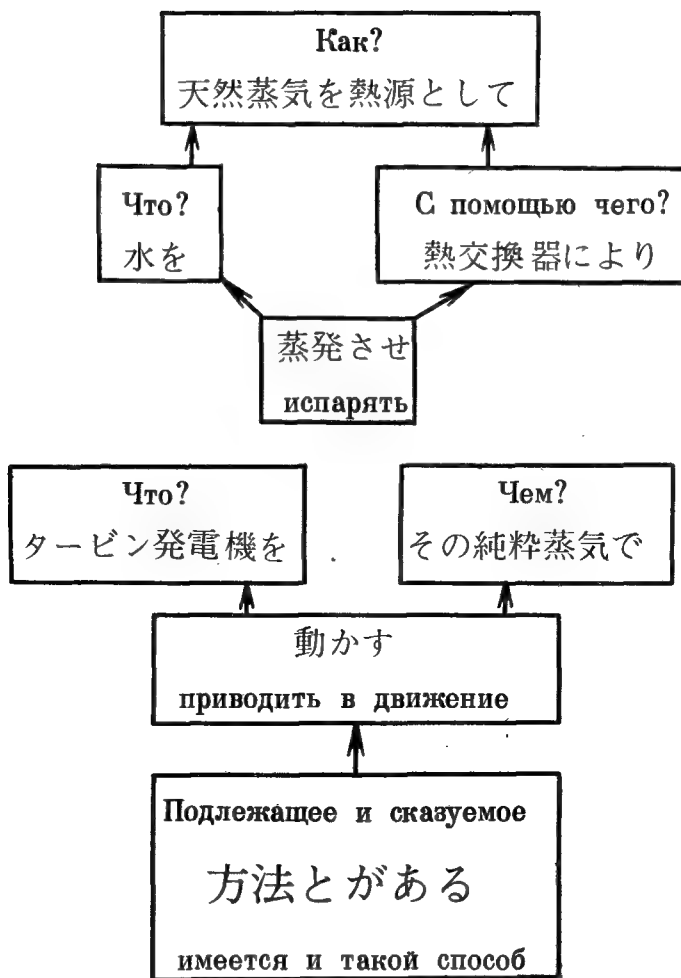 Как?
天然蒸気を熱源として
Что?
水を
С помощью чего?
熱交換器により
蒸発させ
испарять
Что?
タービン発電機を
Чем?
その純粋蒸気で
動かす
приводить в движение
Подлежащее и сказуемое
方法とがある
имеется и такой способ